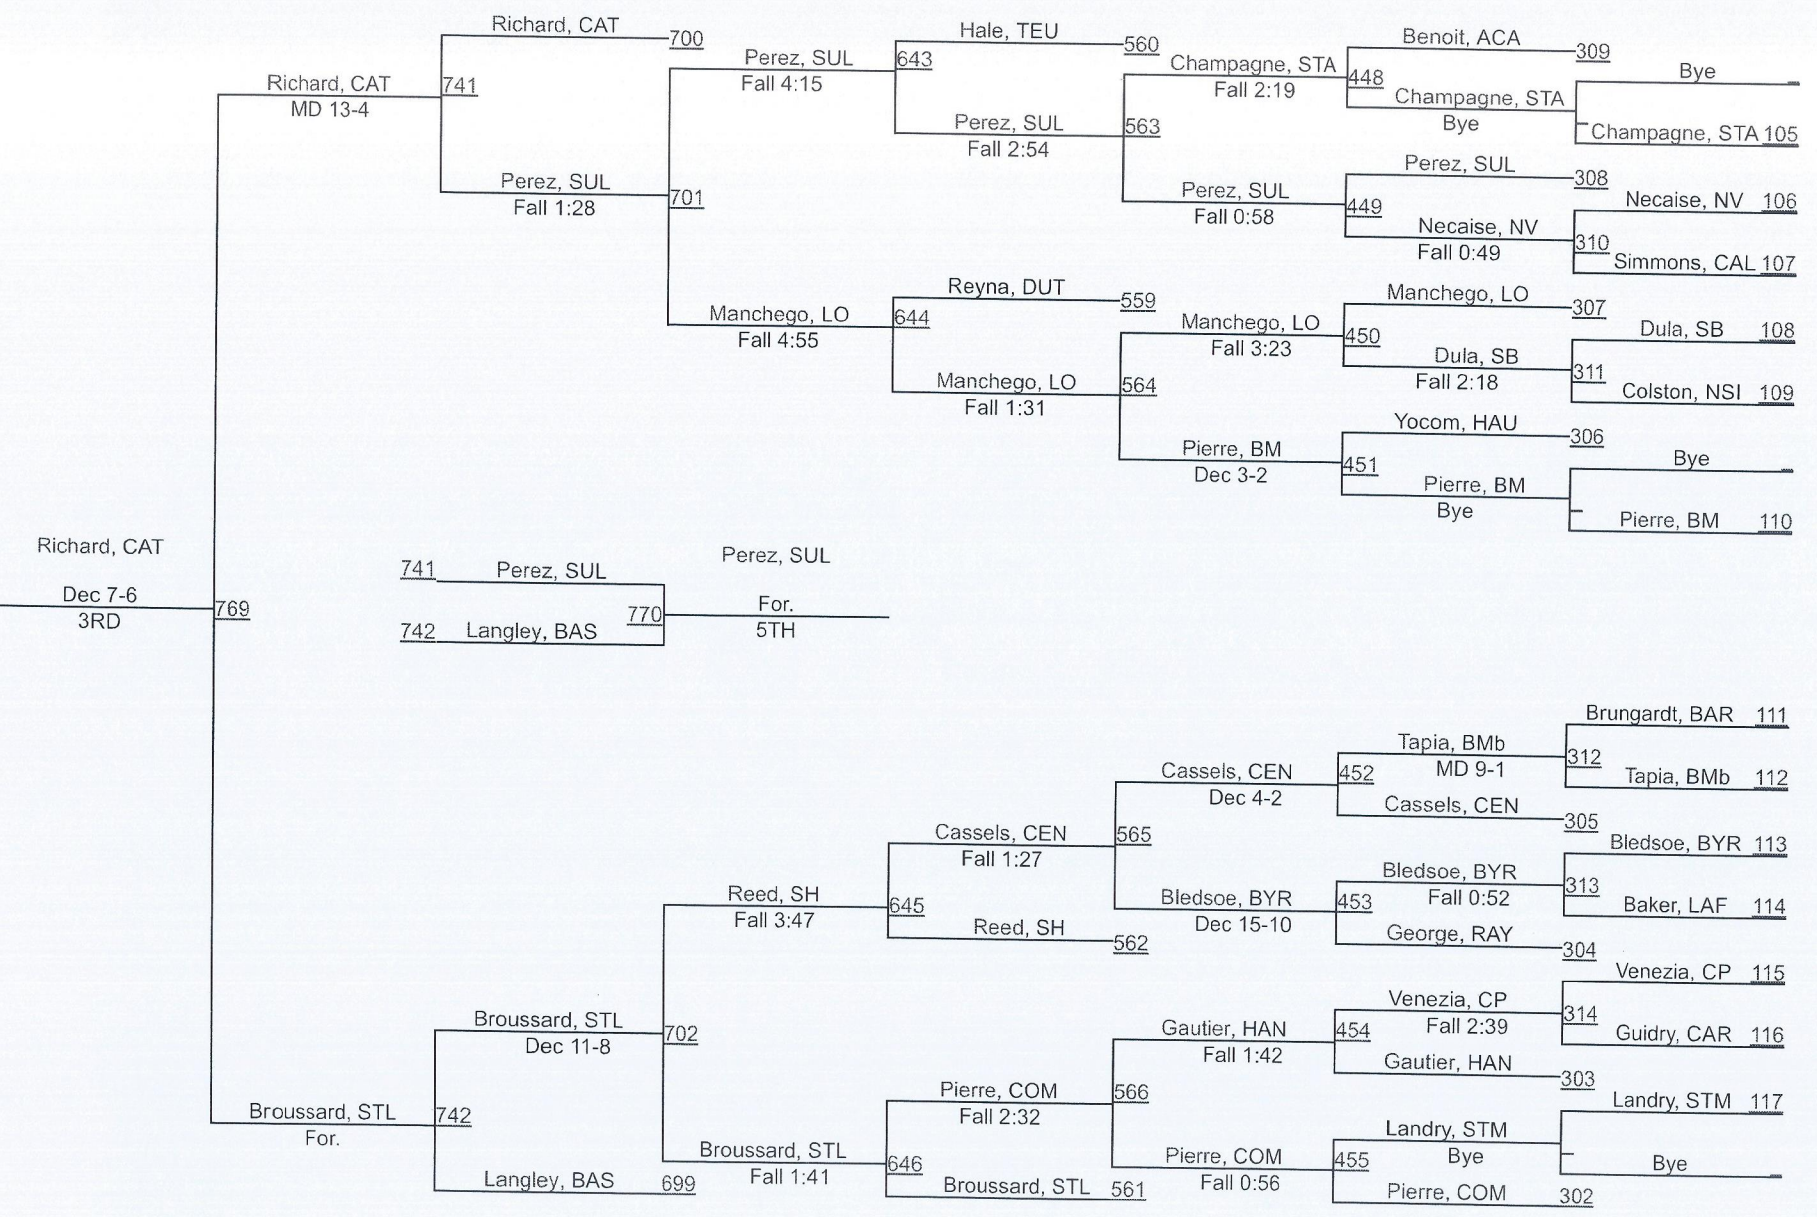 Richard, CAT 700
Hale, TEU 560
Benoit, ACA 309
Bye
Perez, SUL 643
Fall 4:15
Champagne, STA 448
Fall 2:19
Richard, CAT 741
MD 13-4
Champagne, STA
Bye
Champagne, STA 105
Perez, SUL 563
Fall 2:54
Perez, SUL 308
Perez, SUL 701
Fall 1:28
Perez, SUL 449
Fall 0:58
Necaise, NV 106
Necaise, NV 310
Fall 0:49
Simmons, CAL 107
Reyna, DUT 559
Manchego, LO 307
Manchego, LO 644
Fall 4:55
Manchego, LO 450
Fall 3:23
Dula, SB 108
Dula, SB 311
Fall 2:18
Manchego, LO 564
Fall 1:31
Colston, NSI 109
Yocom, HAU 306
Pierre, BM 451
Dec 3-2
Bye
Pierre, BM
Bye
Pierre, BM 110
Richard, CAT
Dec 7-6 769
3RD
Perez, SUL
741 Perez, SUL
770 For.
5TH
742 Langley, BAS
Brungardt, BAR 111
Tapia, BMb 312
MD 9-1
Tapia, BMb 112
Cassels, CEN 452
Dec 4-2
Cassels, CEN 305
Cassels, CEN 565
Fall 1:27
Bledsoe, BYR 113
Bledsoe, BYR 313
Fall 0:52
Baker, LAF 114
Reed, SH 645
Fall 3:47
Bledsoe, BYR 453
Dec 15-10
Reed, SH 562
George, RAY 304
Venezia, CP 115
Venezia, CP 314
Fall 2:39
Guidry, CAR 116
Broussard, STL 702
Dec 11-8
Gautier, HAN 454
Fall 1:42
Gautier, HAN 303
Pierre, COM 566
Fall 2:32
Landry, STM 117
Broussard, STL 742
For.
Landry, STM
Bye
Bye
Broussard, STL 646
Fall 1:41
Pierre, COM 455
Fall 0:56
Langley, BAS 699
Broussard, STL 561
Pierre, COM 302